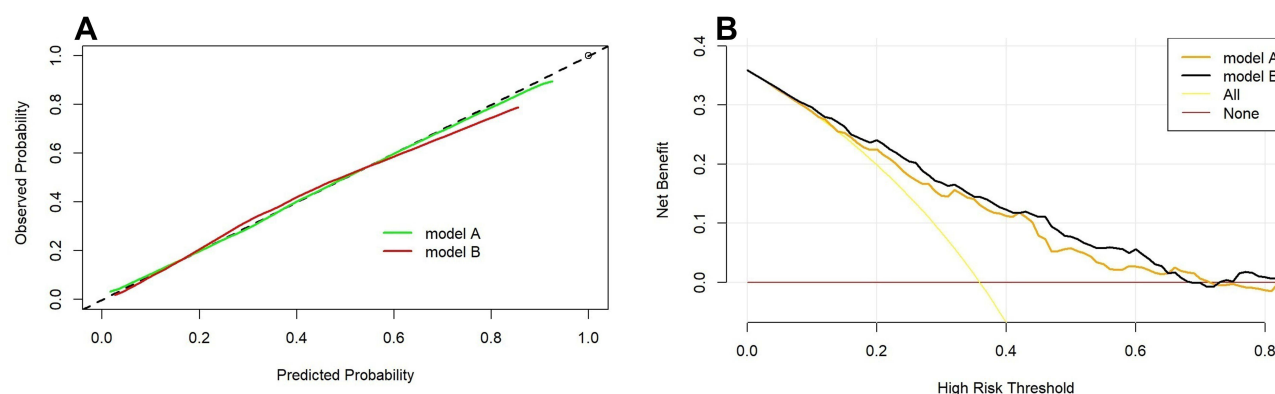 A
Observed Probability
1.0
0.8
0.6
0.4
0.2
0.0
model A
model B
0.0 0.2 0.4 0.6 0.8 1.0
Predicted Probability
B
Net Benefit
0.4
0.3
0.2
0.1
0.0
model A
model B
All
None
0.0 0.2 0.4 0.6 0.8
High Risk Threshold